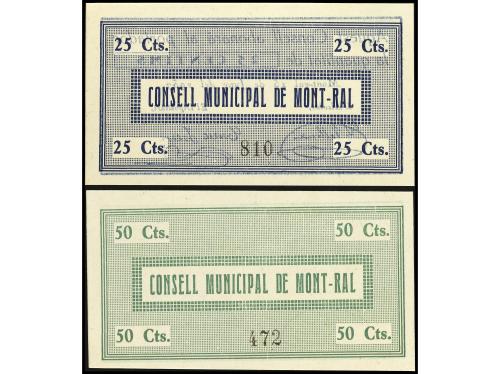 25 Cts. 25 Cts.
CONSELL MUNICIPAL DE MONT-RAL
810
25 Cts. 25 Cts.
50 Cts. 50 Cts.
CONSELL MUNICIPAL DE MONT-RAL
472
50 Cts. 50 Cts.